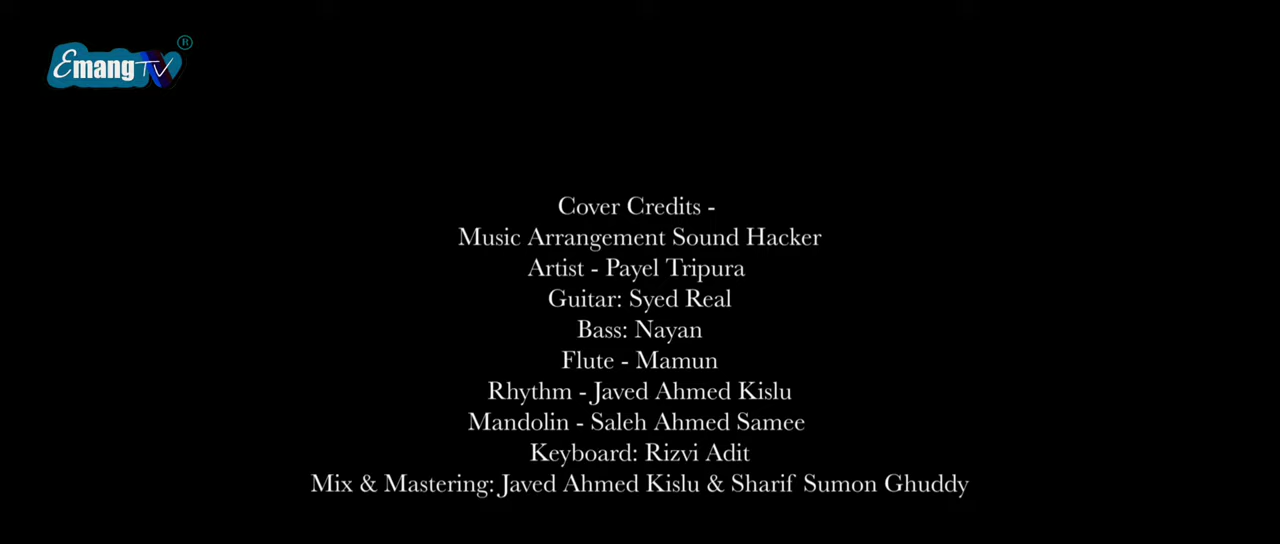 EmangTV®
Cover Credits -
Music Arrangement Sound Hacker
Artist - Payel Tripura
Guitar: Syed Real
Bass: Nayan
Flute - Mamun
Rhythm - Javed Ahmed Kislu
Mandolin - Saleh Ahmed Samee
Keyboard: Rizvi Adit
Mix & Mastering: Javed Ahmed Kislu & Sharif Sumon Ghuddy